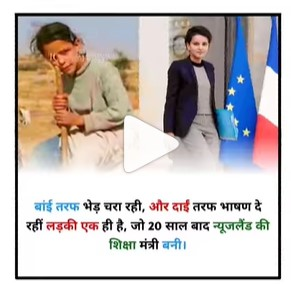 बांई तरफ भेड़ चरा रही, और दाईं तरफ भाषण दे
रहीं लड़की एक ही है, जो 20 साल बाद न्यूजलैंड की
शिक्षा मंत्री बनी।